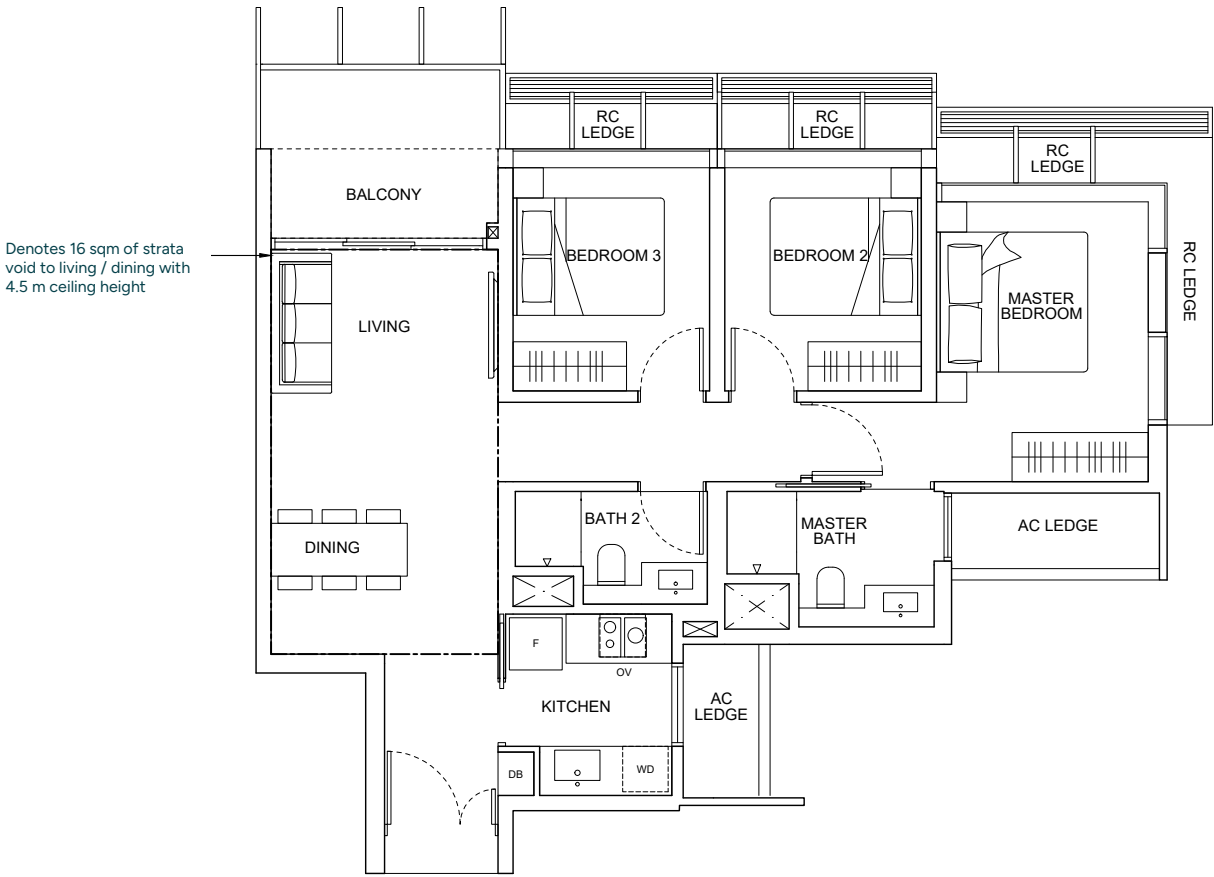 RC
LEDGE
RC
LEDGE
RC
LEDGE
BALCONY
Denotes 16 sqm of strata
void to living / dining with
4.5 m ceiling height
BEDROOM 3
BEDROOM 2
MASTER
BEDROOM
RC LEDGE
LIVING
BATH 2
MASTER
BATH
AC LEDGE
DINING
F
OV
KITCHEN
AC
LEDGE
DB
WD